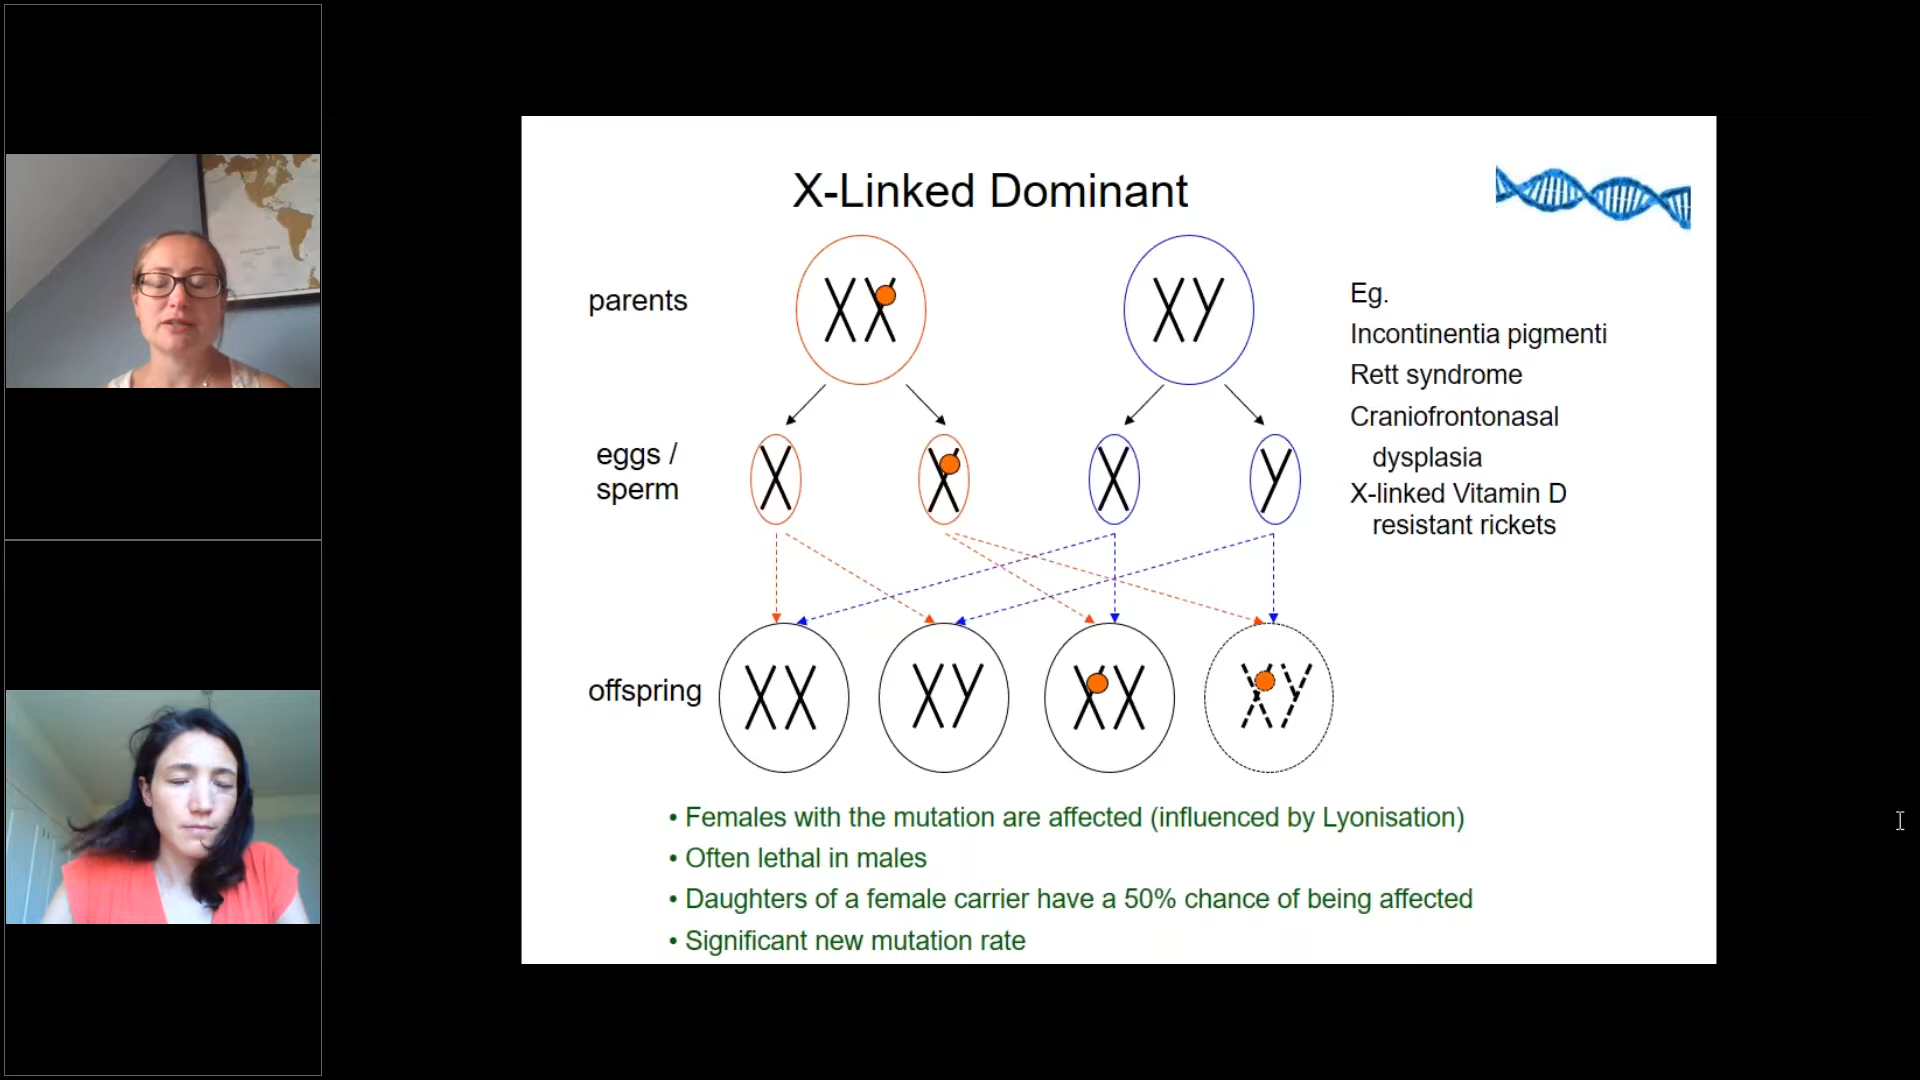 X-Linked Dominant
parents
eggs /
sperm
offspring
Eg.
Incontinentia pigmenti
Rett syndrome
Craniofrontonasal
dysplasia
X-linked Vitamin D
resistant rickets
• Females with the mutation are affected (influenced by Lyonisation)
• Often lethal in males
• Daughters of a female carrier have a 50% chance of being affected
• Significant new mutation rate